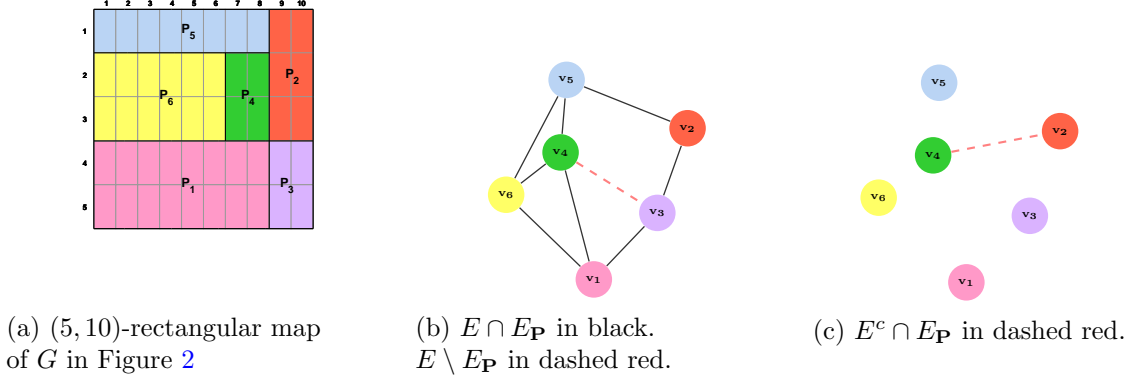 1 2 3 4 5 6 7 8 9 10
1
P5
2
P2
P6
P4
3
4
P1
P3
5
v5
v2
v4
v6
v3
v1
v5
v2
v4
v6
v3
v1
(a) (5, 10)-rectangular map
of G in Figure 2
(b) E ∩ E_P in black.
E \ E_P in dashed red.
(c) E^c ∩ E_P in dashed red.